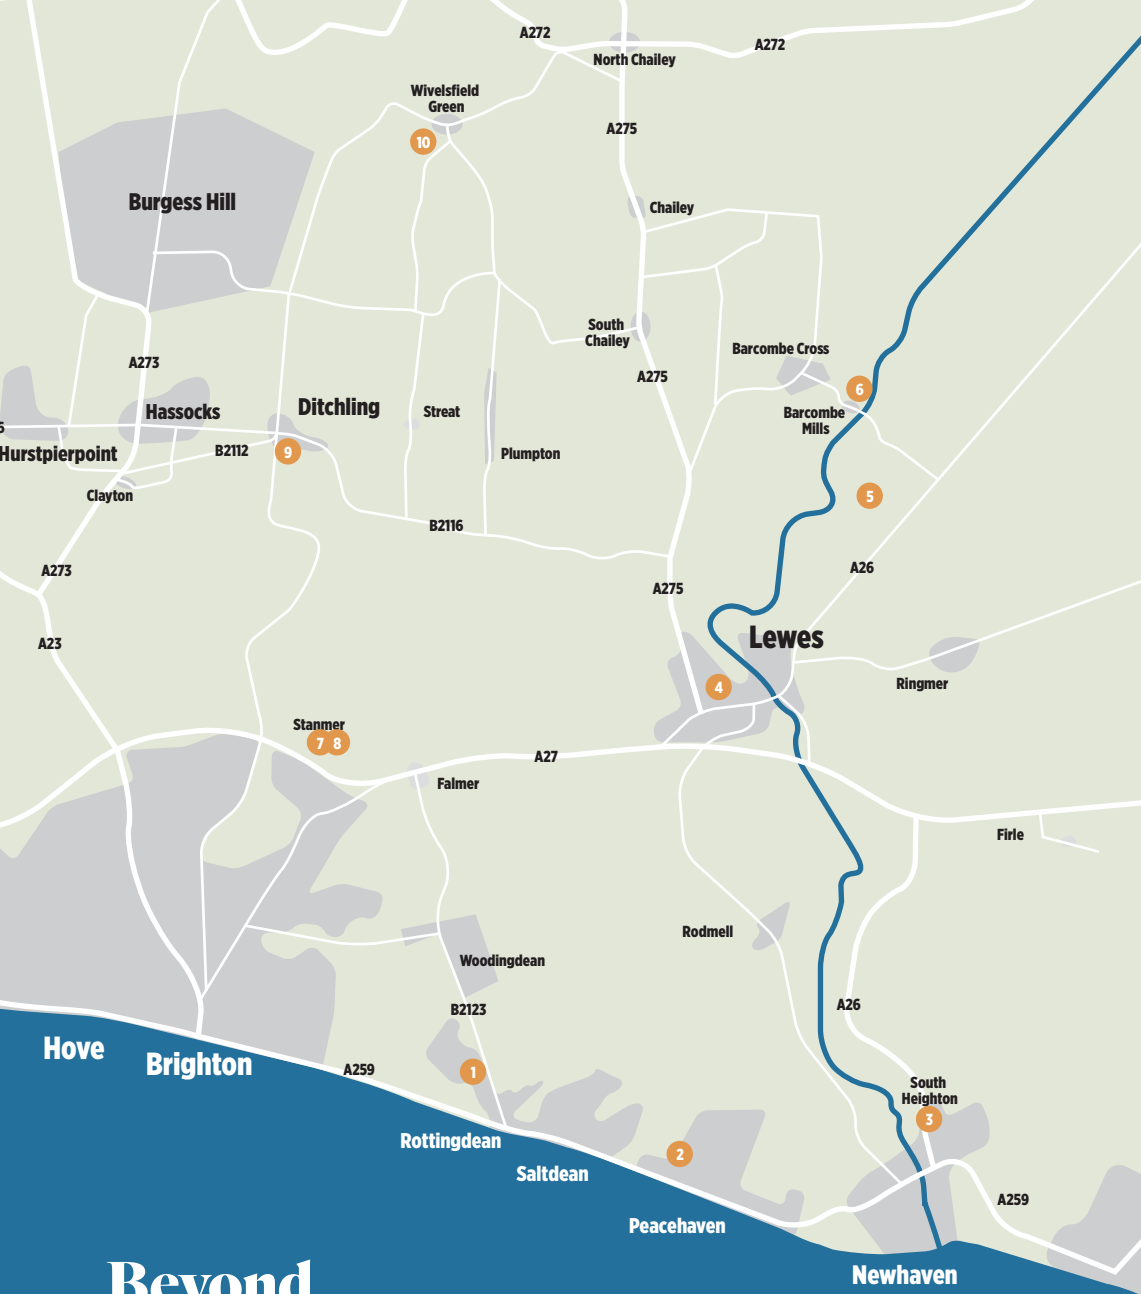 A272
A272
North Chailey
Wivelsfield
Green
A275
10
Burgess Hill
Chailey
South
Chailey
Barcombe Cross
A273
A275
6
Hassocks
Ditchling
Streat
Barcombe
Mills
Hurstpierpoint
B2112
9
Plumpton
Clayton
5
B2116
A273
A26
A275
A23
Lewes
Ringmer
4
Stanmer
7
8
A27
Falmer
Firle
Rodmell
Woodingdean
B2123
A26
Hove
Brighton
A259
1
South
Heighton
3
Rottingdean
2
Saltdean
A259
Peacehaven
Newhaven
Beyond